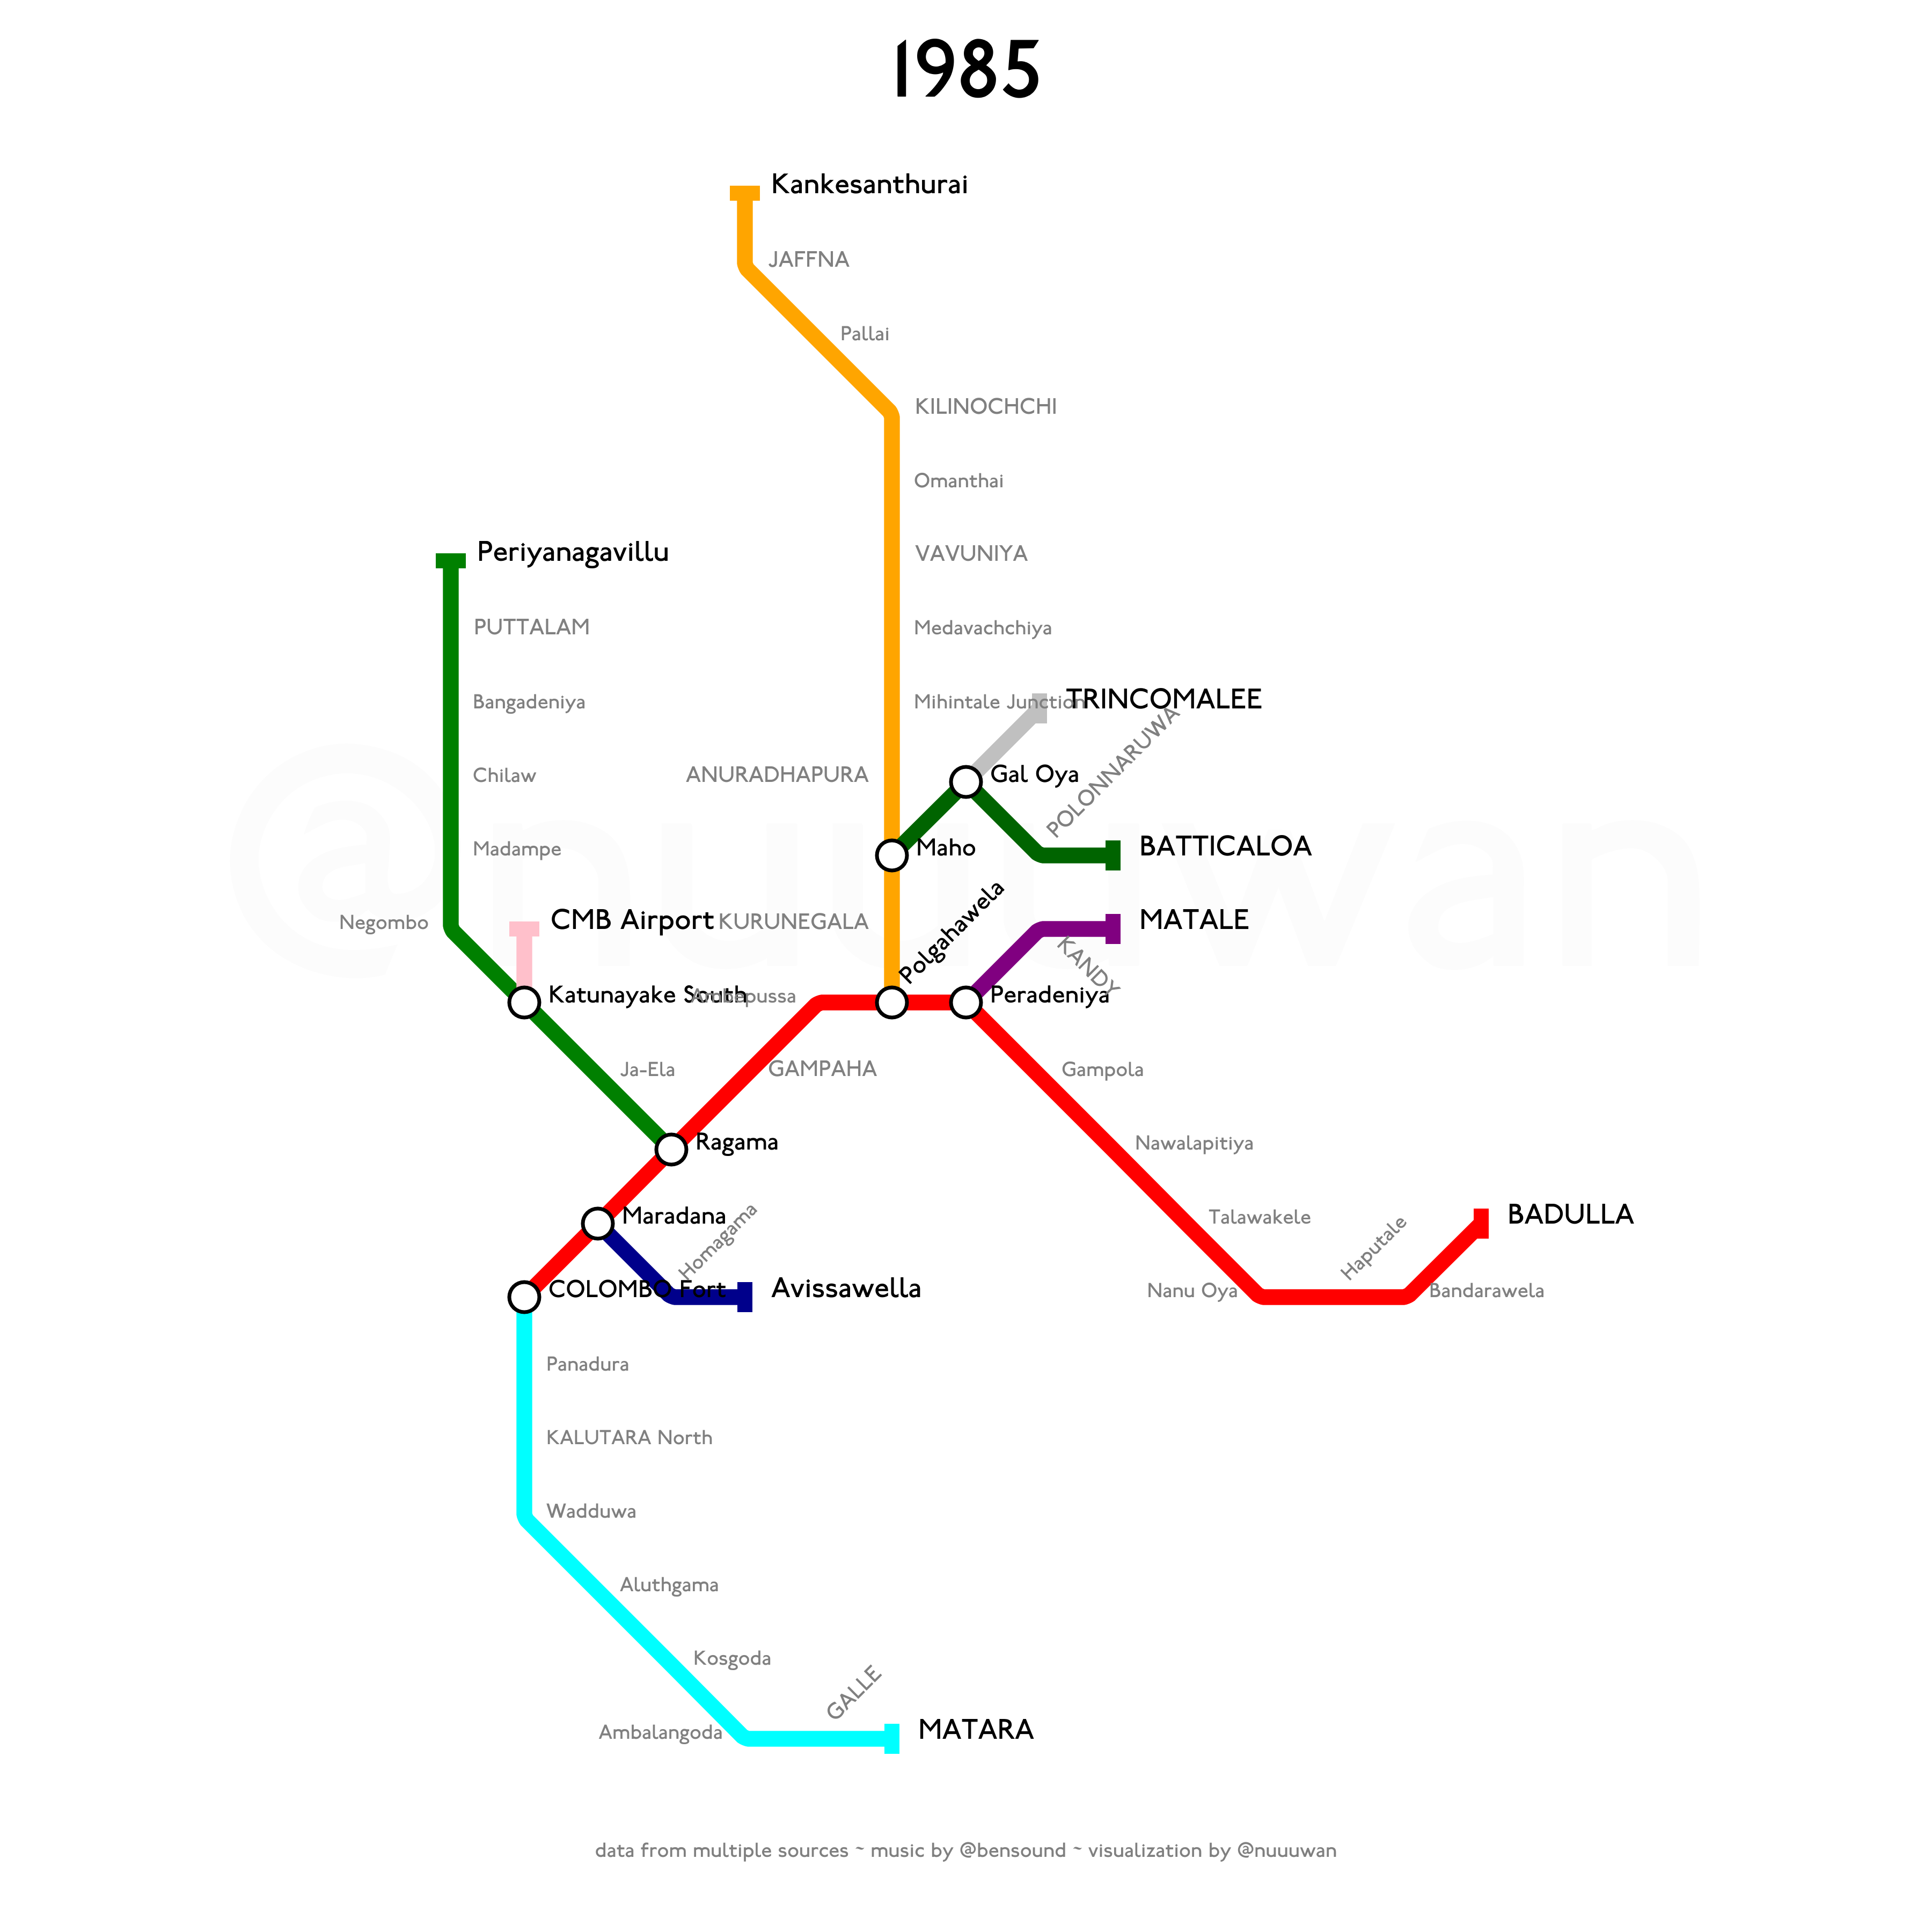 1985
Kankesanthurai
JAFFNA
Pallai
KILINOCHCHI
Omanthai
Periyanagavillu
VAVUNIYA
PUTTALAM
Medavachchiya
Bangadeniya
Mihintale Junction
TRINCOMALEE
POLONNARUWA
Chilaw
ANURADHAPURA
Gal Oya
Madampe
Maho
BATTICALOA
@nuuuwan
Negombo
CMB Airport
KURUNEGALA
Polgahawela
MATALE
KANDY
Katunayake South
Ambepussa
Peradeniya
Ja-Ela
GAMPAHA
Gampola
Ragama
Nawalapitiya
Maradana
Homagama
Talawakele
Haputale
BADULLA
COLOMBO Fort
Avissawella
Nanu Oya
Bandarawela
Panadura
KALUTARA North
Wadduwa
Aluthgama
Kosgoda
GALLE
Ambalangoda
MATARA
data from multiple sources ~ music by @bensound ~ visualization by @nuuuwan